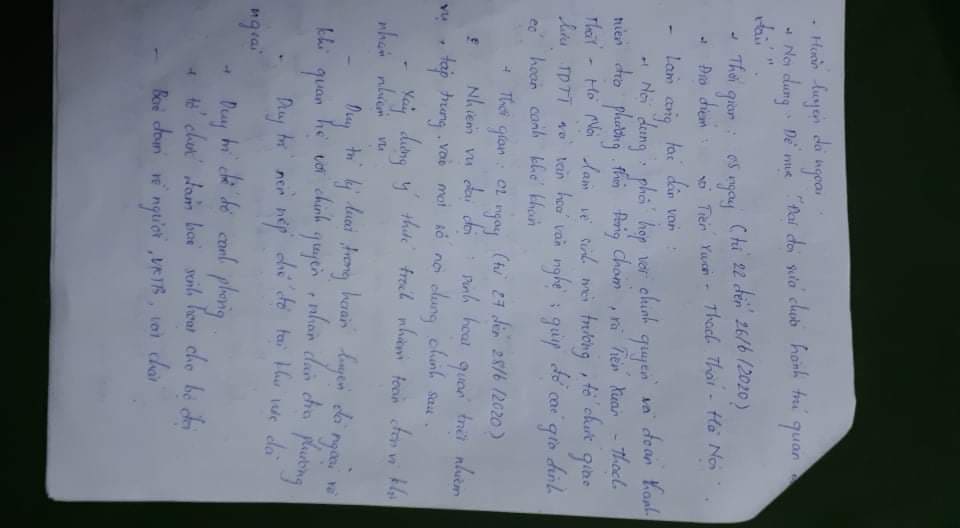 - Huấn luyện dã ngoại
+ Nội dung: Đề mục "Đại đội sửa chữa hành trú quân
dã".
+ Thời gian: 05 ngày (từ 22 đến 26/6/2020)
+ Địa điểm: xã Tiến Xuân - Thạch Thất - Hà Nội.
- Làm công tác dân vận:
+ Nội dung: phối hợp với chính quyền và đoàn thanh
niên địa phương thôn Đồng Chằm, xã Tiến Xuân - Thạch
Thất - Hà Nội làm vệ sinh môi trường, tổ chức giao
lưu TDTT và văn hoá văn nghệ; giúp đỡ các gia đình
có hoàn cảnh khó khăn
+ Thời gian: 02 ngày (từ 27 đến 28/6/2020)
Nhiệm vụ đại đội: sinh hoạt quán triệt nhiệm
vụ, tập trung vào một số nội dung chính sau.
- Xây dựng ý thức trách nhiệm toàn đơn vị khi
nhận nhiệm vụ
- Duy trì kỷ luật trong huấn luyện dã ngoại và
khi quan hệ với chính quyền, nhân dân địa phương
- Duy trì nền nếp chế độ tại khu vực dã
ngoại
+ Duy trì chế độ canh phòng
+ tổ chức đảm bảo sinh hoạt cho bộ đội
- Bảo đảm về người, VKTB, vật chất